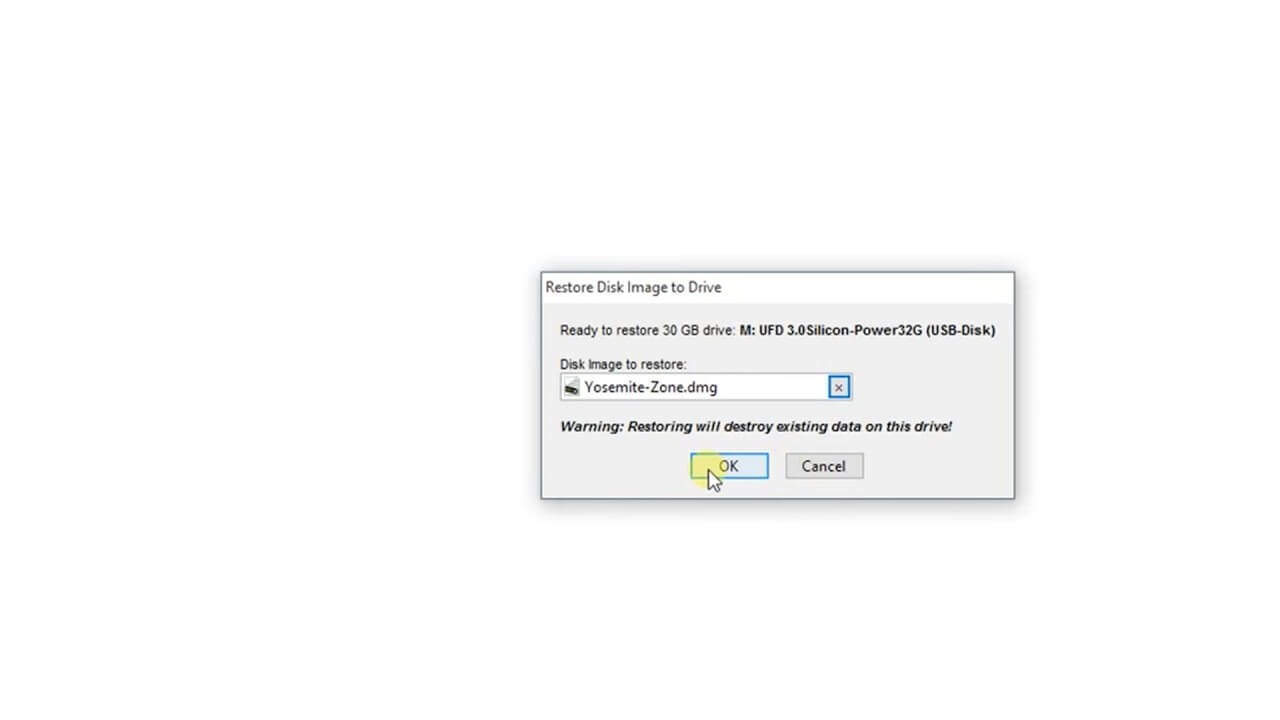 Restore Disk Image to Drive
Ready to restore 30 GB drive: M: UFD 3.0Silicon-Power32G (USB-Disk)
Disk Image to restore:
Yosemite-Zone.dmg
Warning: Restoring will destroy existing data on this drive!
OK Cancel